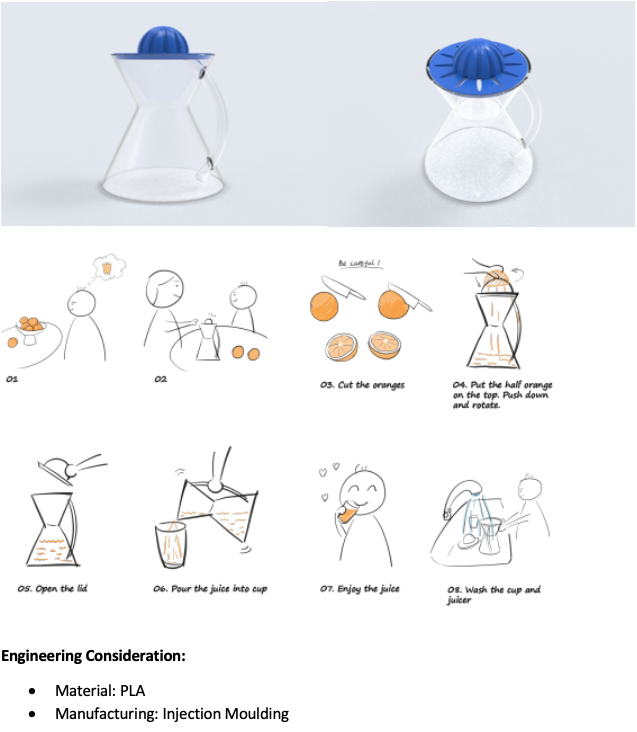 Be careful!
01
02
03. Cut the oranges
04. Put the half orange
on the top. Push down
and rotate.
05. Open the lid
06. Pour the juice into cup
07. Enjoy the juice
08. Wash the cup and
juicer
Engineering Consideration:
• Material: PLA
• Manufacturing: Injection Moulding